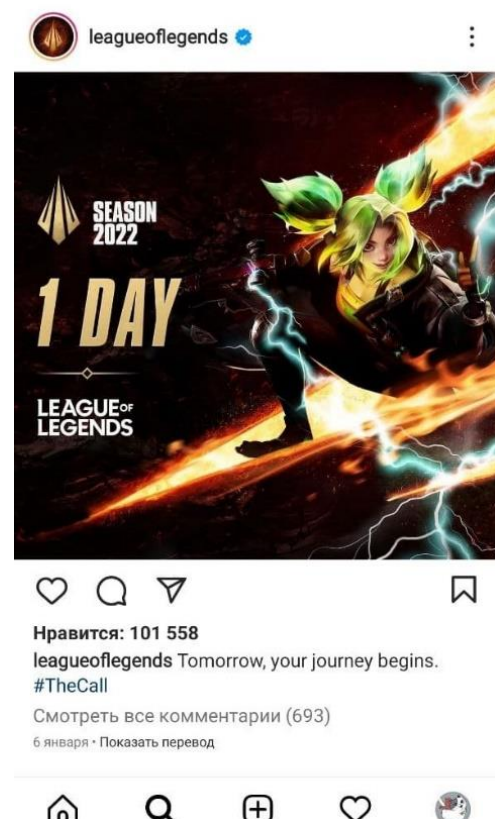 leagueoflegends
SEASON
2022
1 DAY
LEAGUE OF
LEGENDS
Нравится: 101 558
leagueoflegends Tomorrow, your journey begins.
#TheCall
Смотреть все комментарии (693)
6 января • Показать перевод